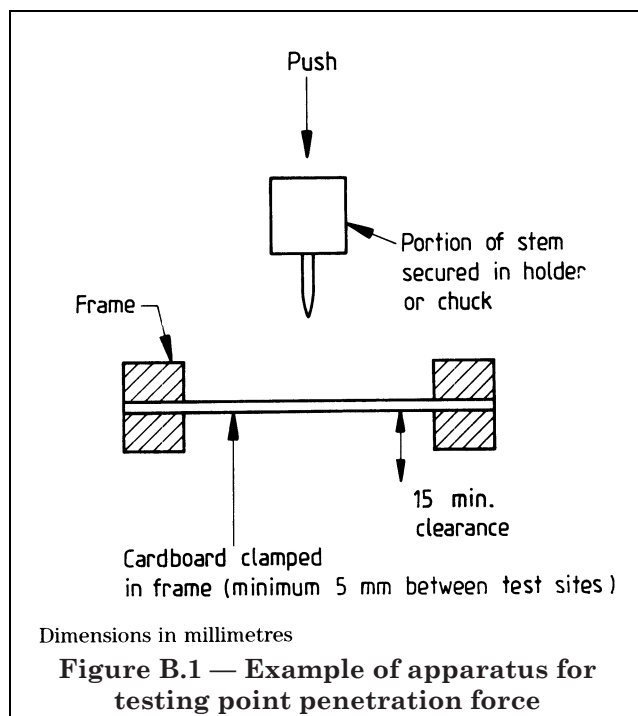 Push
Portion of stem
secured in holder
or chuck
Frame
15 min.
clearance
Cardboard clamped
in frame (minimum 5 mm between test sites)
Dimensions in millimetres
Figure B.1 — Example of apparatus for
testing point penetration force